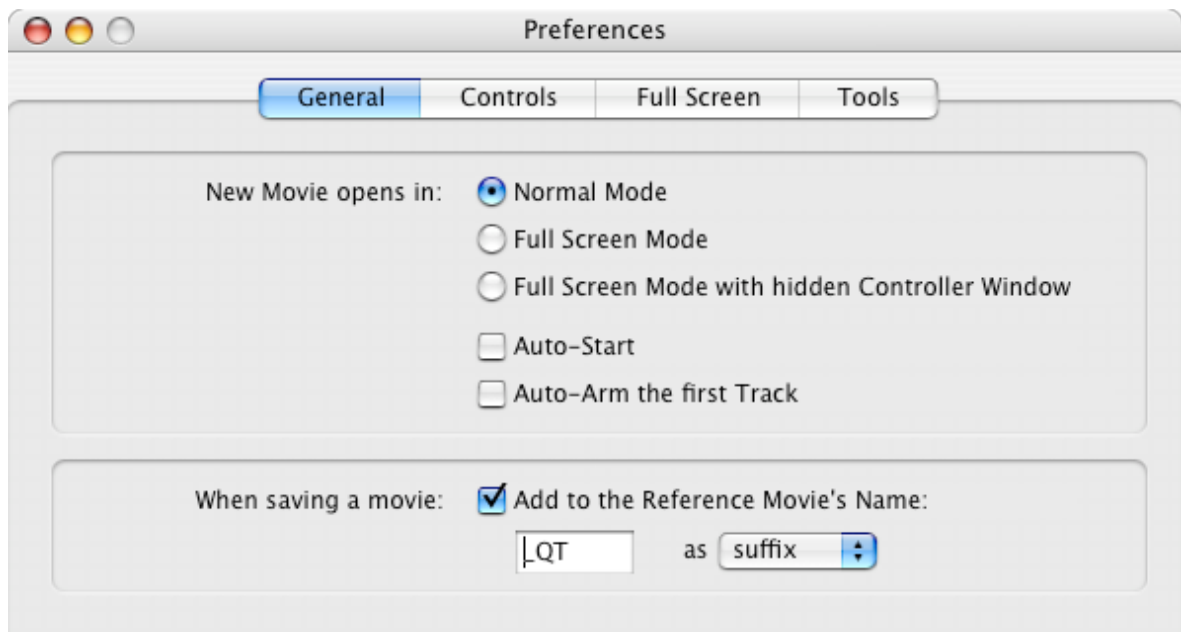 Preferences
General Controls Full Screen Tools
New Movie opens in: Normal Mode
Full Screen Mode
Full Screen Mode with hidden Controller Window
Auto-Start
Auto-Arm the first Track
When saving a movie: Add to the Reference Movie's Name:
_QT as suffix